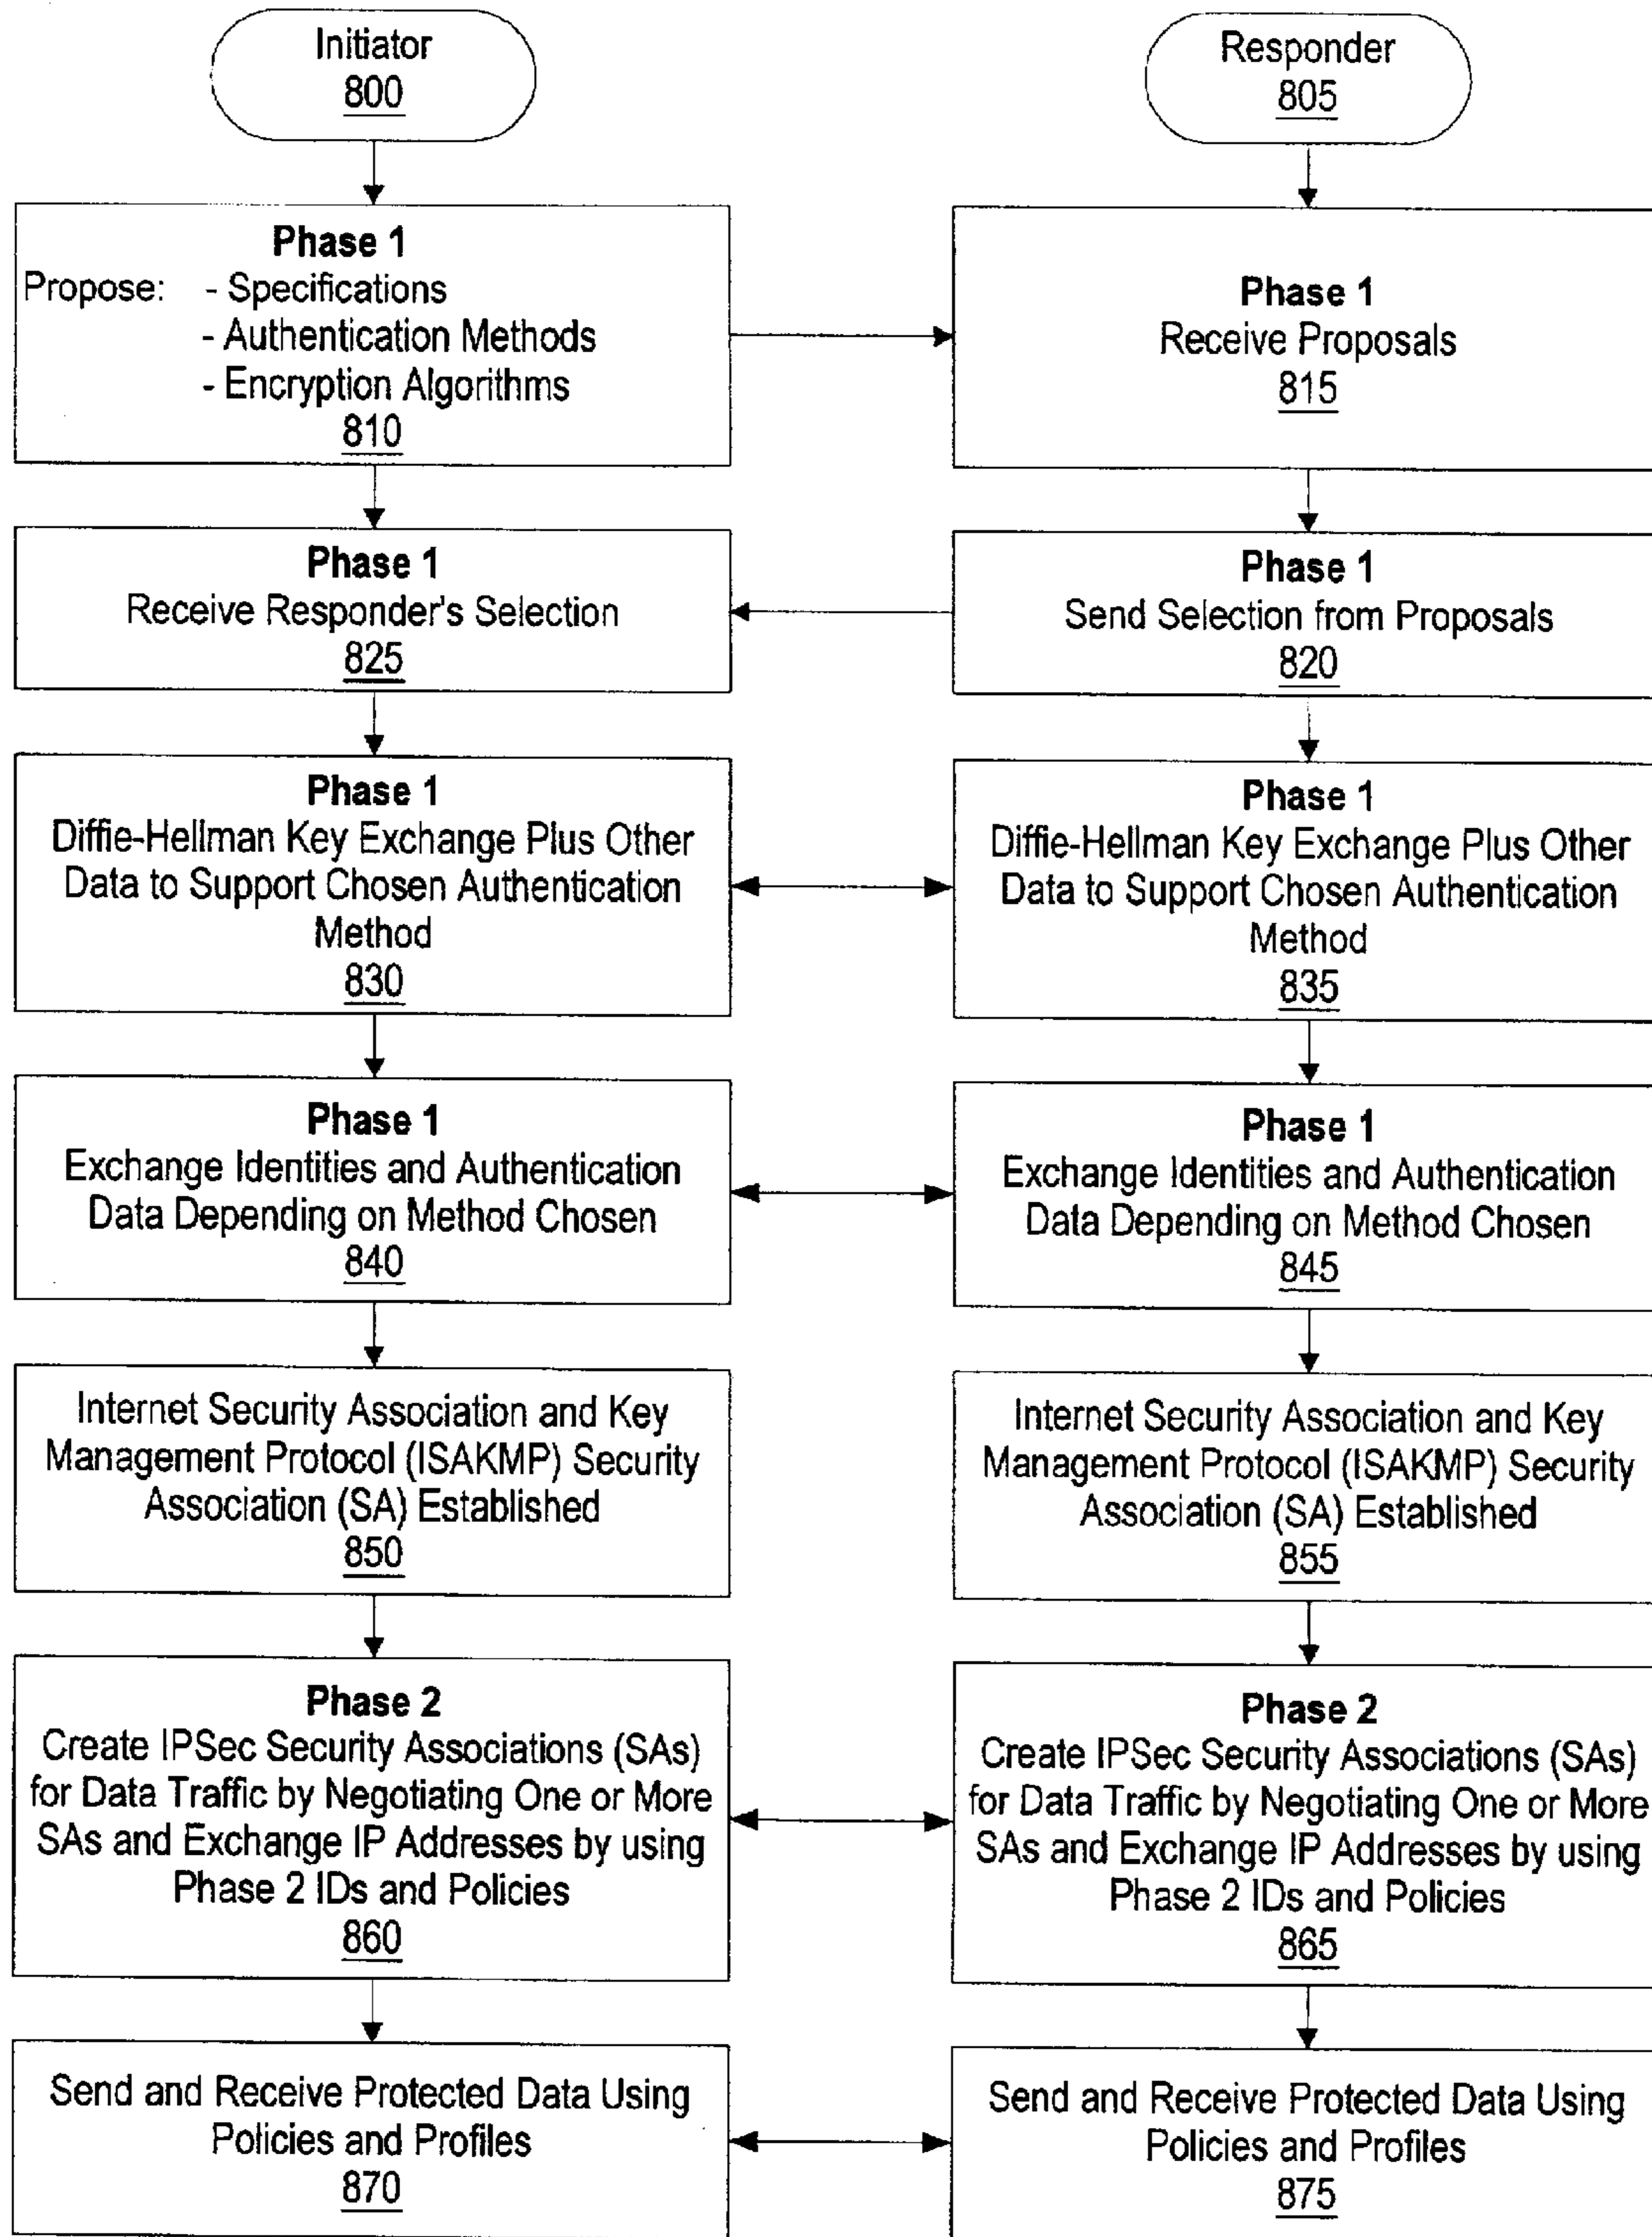 Initiator
800
Responder
805
Phase 1
Propose: - Specifications
- Authentication Methods
- Encryption Algorithms
810
Phase 1
Receive Proposals
815
Phase 1
Receive Responder's Selection
825
Phase 1
Send Selection from Proposals
820
Phase 1
Diffie-Hellman Key Exchange Plus Other
Data to Support Chosen Authentication
Method
830
Phase 1
Diffie-Hellman Key Exchange Plus Other
Data to Support Chosen Authentication
Method
835
Phase 1
Exchange Identities and Authentication
Data Depending on Method Chosen
840
Phase 1
Exchange Identities and Authentication
Data Depending on Method Chosen
845
Internet Security Association and Key
Management Protocol (ISAKMP) Security
Association (SA) Established
850
Internet Security Association and Key
Management Protocol (ISAKMP) Security
Association (SA) Established
855
Phase 2
Create IPSec Security Associations (SAs)
for Data Traffic by Negotiating One or More
SAs and Exchange IP Addresses by using
Phase 2 IDs and Policies
860
Phase 2
Create IPSec Security Associations (SAs)
for Data Traffic by Negotiating One or More
SAs and Exchange IP Addresses by using
Phase 2 IDs and Policies
865
Send and Receive Protected Data Using
Policies and Profiles
870
Send and Receive Protected Data Using
Policies and Profiles
875